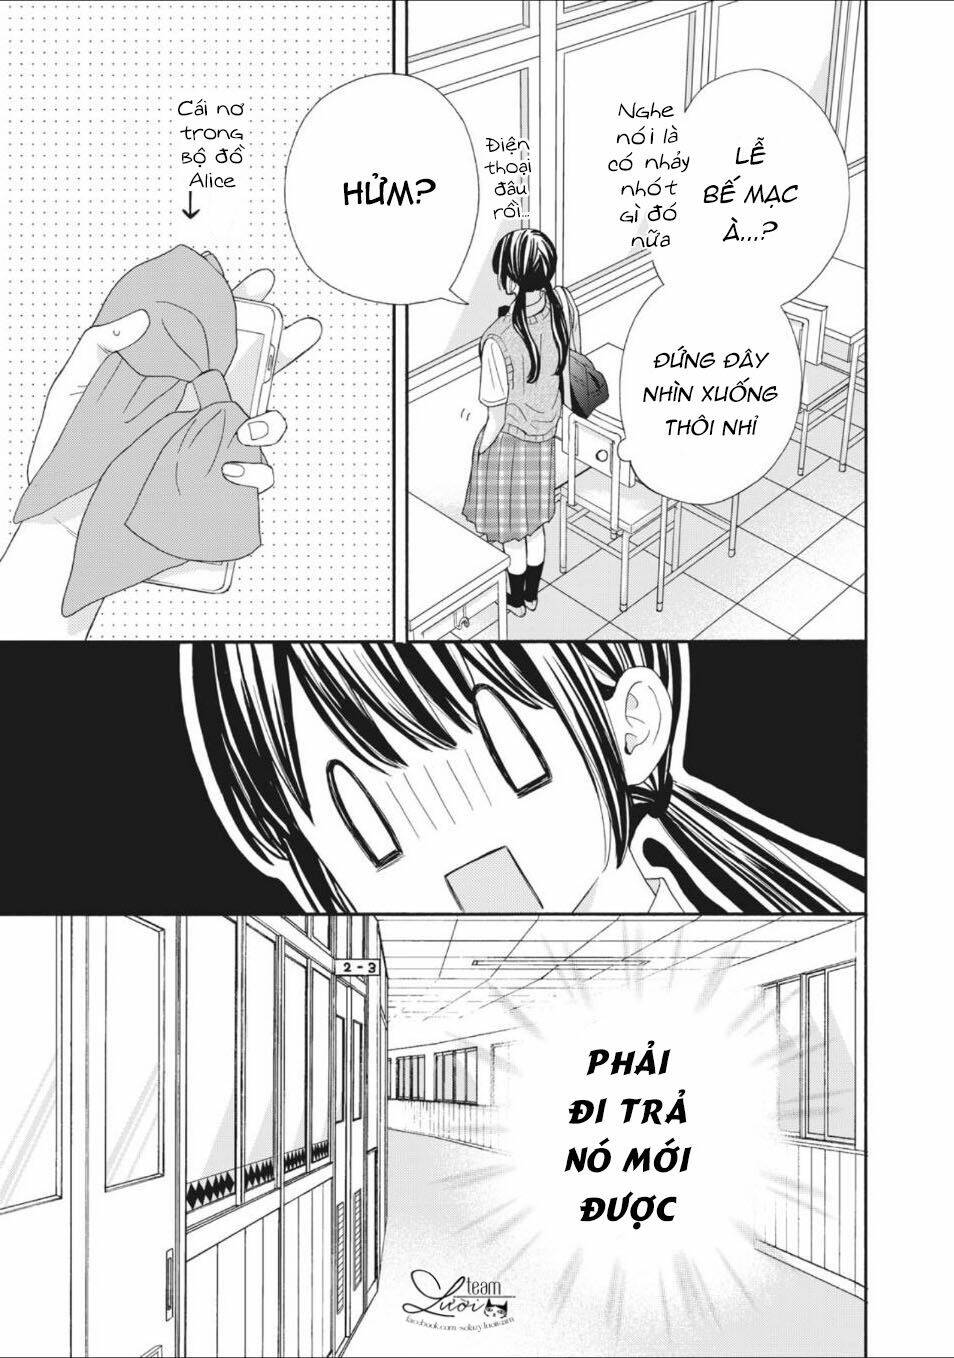 LỄ
BẾ MẠC
À...?
Nghe
nói là
có nhảy
nhót
gì đó
nữa
ĐỨNG ĐÂY
NHÌN XUỐNG
THÔI NHỈ
Điện
thoại
đâu
rồi...
HỬM?
Cái nơ
trong
Bộ đồ
Alice
2-3
PHẢI
ĐI TRẢ
NÓ MỚI
ĐƯỢC
team
Lười